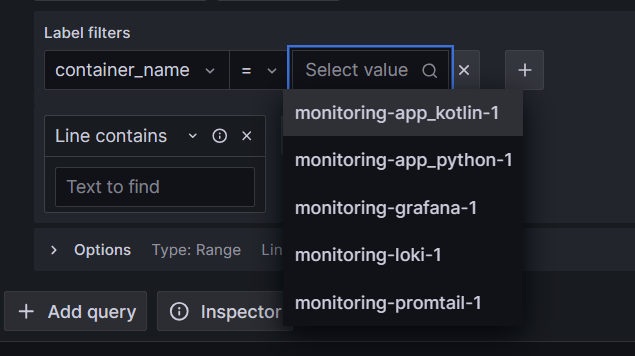 Label filters
container_name = Select value
monitoring-app_kotlin-1
Line contains
monitoring-app_python-1
Text to find
monitoring-grafana-1
Options Type: Range Lin
monitoring-loki-1
Add query Inspector
monitoring-promtail-1